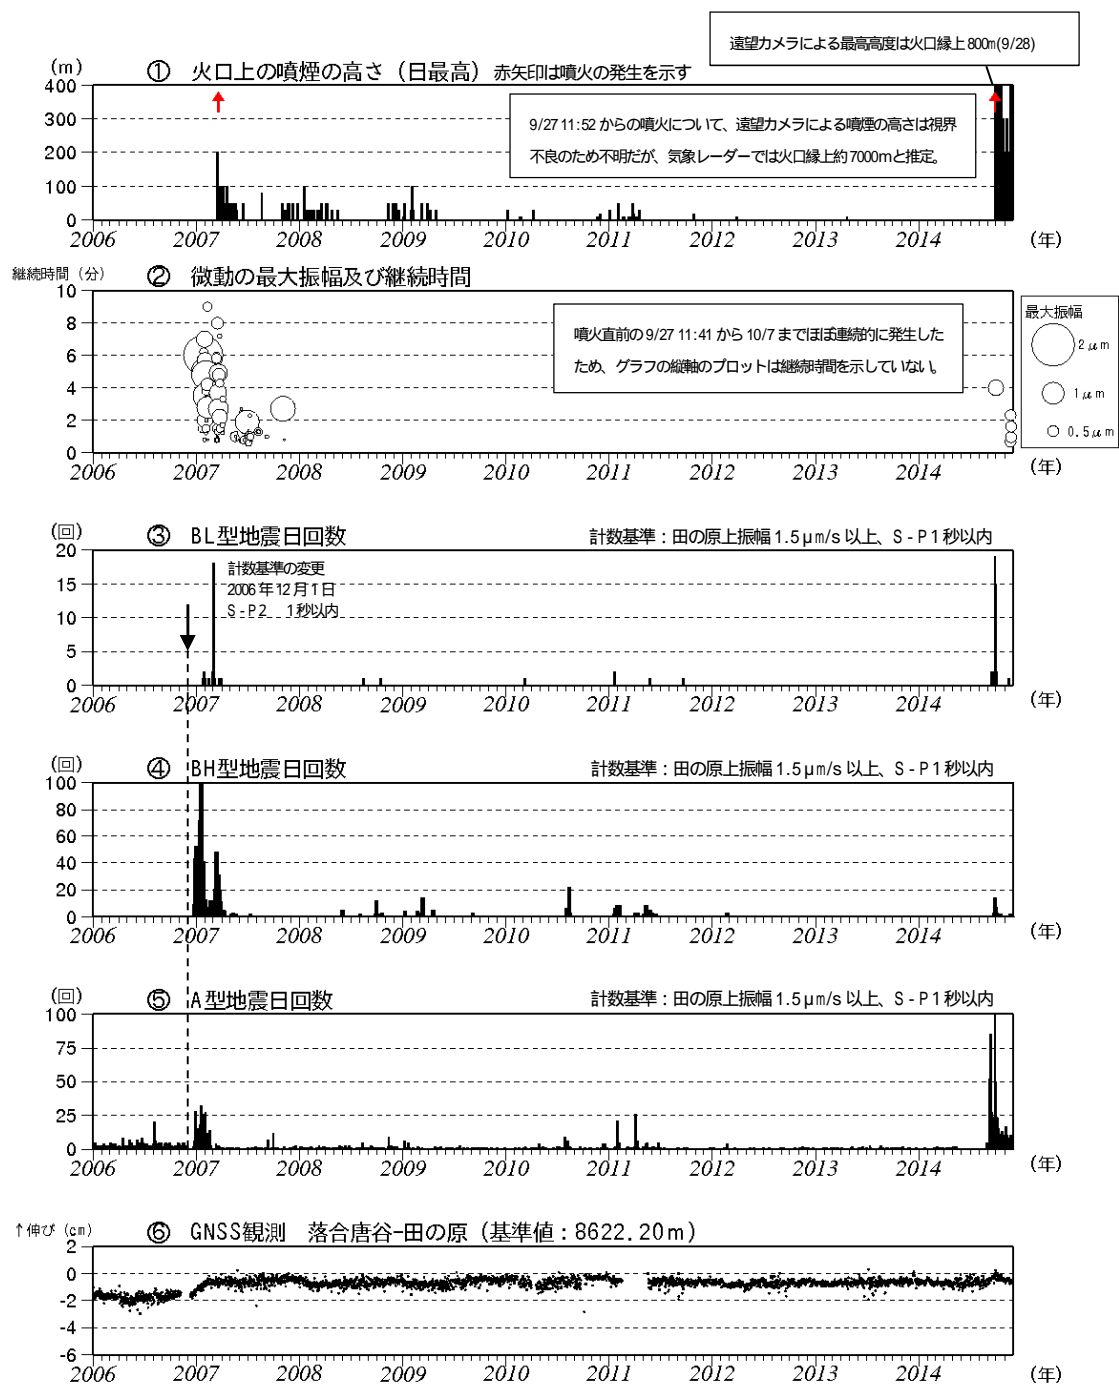 遠望カメラによる最高高度は火口縁上800m(9/28)
(m)
① 火口上の噴煙の高さ（日最高）赤矢印は噴火の発生を示す
9/27 11:52 からの噴火について、遠望カメラによる噴煙の高さは視界
不良のため不明だが、気象レーダーでは火口縁上約7000mと推定。
400
300
200
100
0
2006 2007 2008 2009 2010 2011 2012 2013 2014 (年)
継続時間（分） ② 微動の最大振幅及び継続時間
噴火直前の9/27 11:41 から 10/7 までほぼ連続的に発生した
ため、グラフの縦軸のプロットは継続時間を示していない。
最大振幅
2μm
1μm
0.5μm
10
8
6
4
2
0
2006 2007 2008 2009 2010 2011 2012 2013 2014 (年)
(回) ③ BL型地震日回数 計数基準：田の原上振幅 1.5μm/s 以上、S-P1秒以内
計数基準の変更
2006年12月1日
S-P2 1秒以内
20
15
10
5
0
2006 2007 2008 2009 2010 2011 2012 2013 2014 (年)
(回) ④ BH型地震日回数 計数基準：田の原上振幅 1.5μm/s 以上、S-P1秒以内
100
80
60
40
20
0
2006 2007 2008 2009 2010 2011 2012 2013 2014 (年)
(回) ⑤ A型地震日回数 計数基準：田の原上振幅 1.5μm/s 以上、S-P1秒以内
100
75
50
25
0
2006 2007 2008 2009 2010 2011 2012 2013 2014 (年)
↑伸び(cm) ⑥ GNSS観測 落合唐谷-田の原（基準値：8622.20m）
2
0
-2
-4
-6
2006 2007 2008 2009 2010 2011 2012 2013 2014 (年)